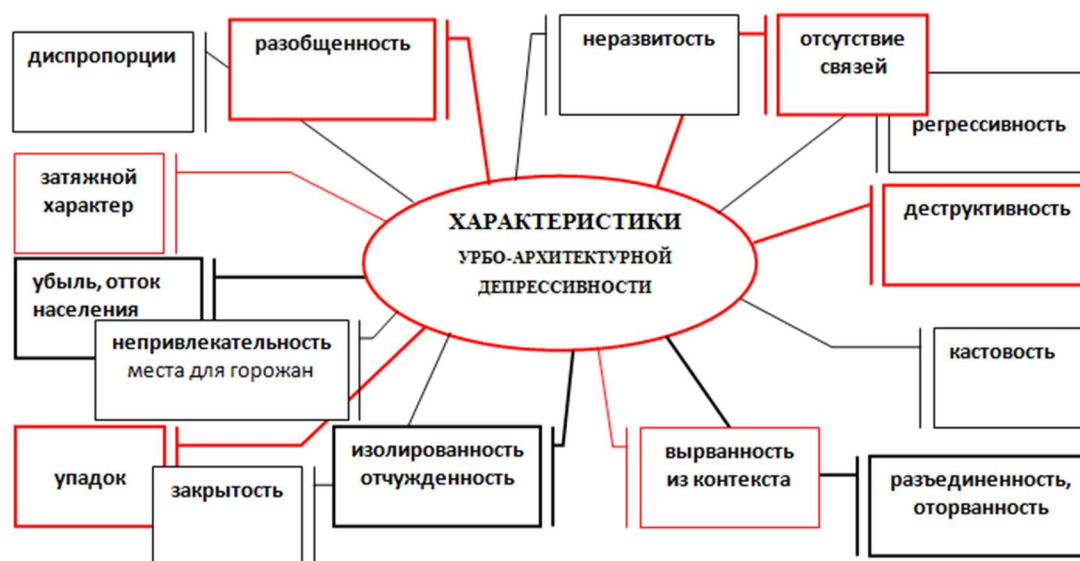 диспропорции
разобщенность
неразвитость
отсутствие
связей
регрессивность
затяжной
характер
ХАРАКТЕРИСТИКИ
УРБО-АРХИТЕКТУРНОЙ
ДЕПРЕССИВНОСТИ
деструктивность
убыль, отток
населения
непривлекательность
места для горожан
кастовость
упадок
закрытость
изолированность
отчужденность
вырванность
из контекста
разъединенность,
оторванность